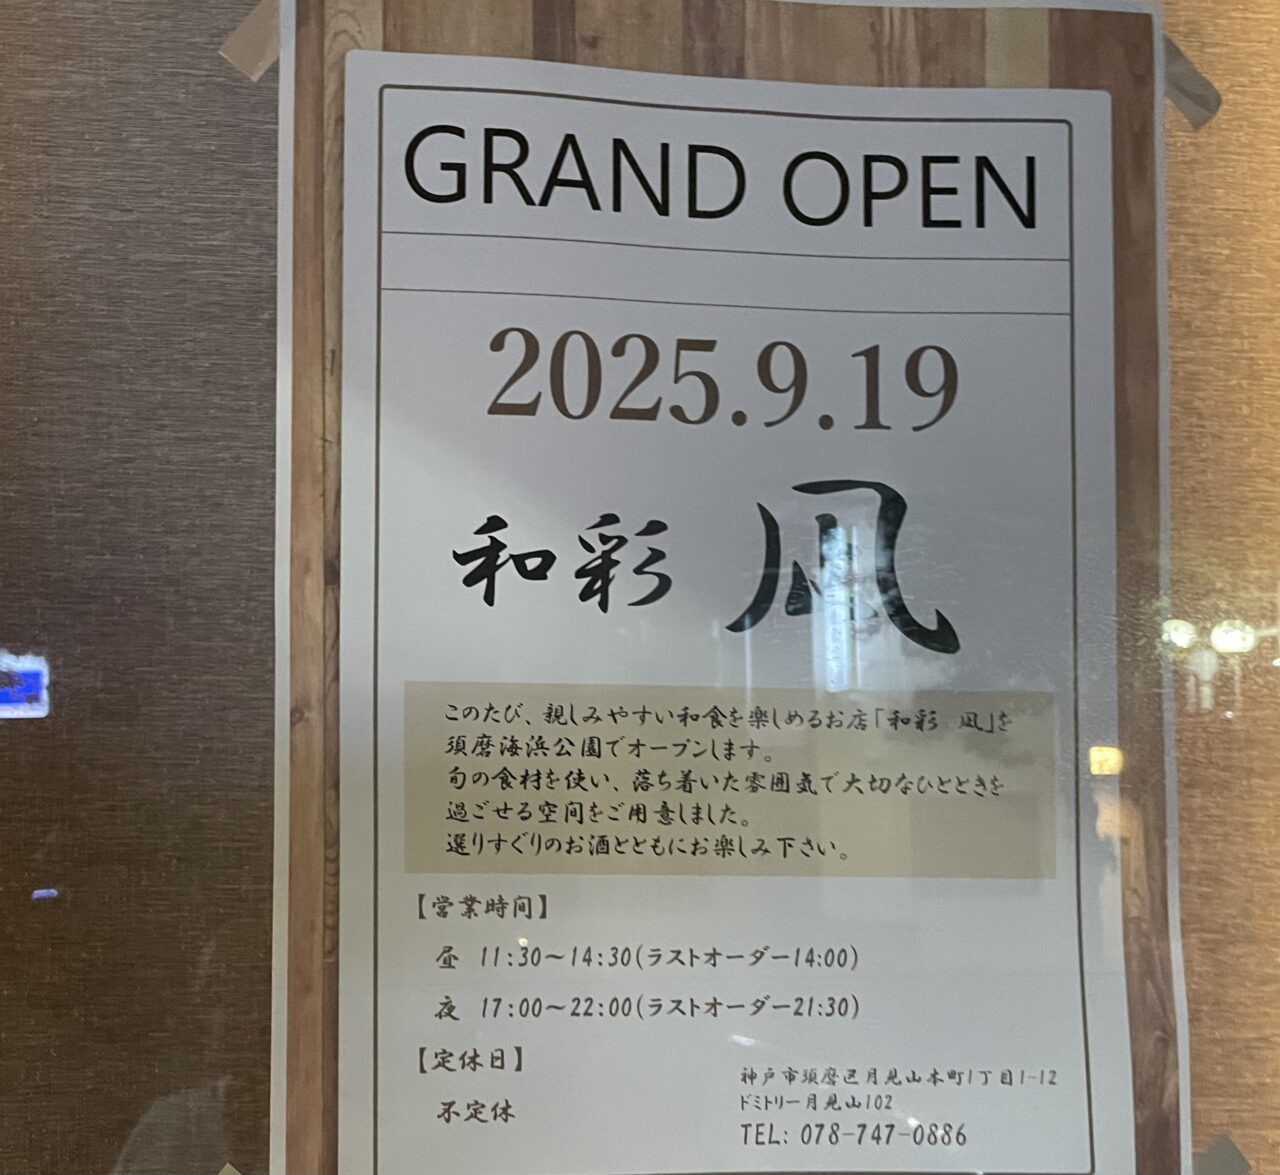 GRAND OPEN
2025.9.19
和彩 凪
このたび、親しみやすい和食を楽しめるお店「和彩 凪」を
須磨海浜公園でオープンします。
旬の食材を使い、落ち着いた雰囲気で大切なひとときを
過ごせる空間をご用意しました。
選りすぐりのお酒とともにお楽しみ下さい。
【営業時間】
昼 11:30～14:30(ラストオーダー14:00)
夜 17:00～22:00(ラストオーダー21:30)
【定休日】
不定休
神戸市須磨区月見山本町1丁目1-12
ドミトリー月見山102
TEL: 078-747-0886